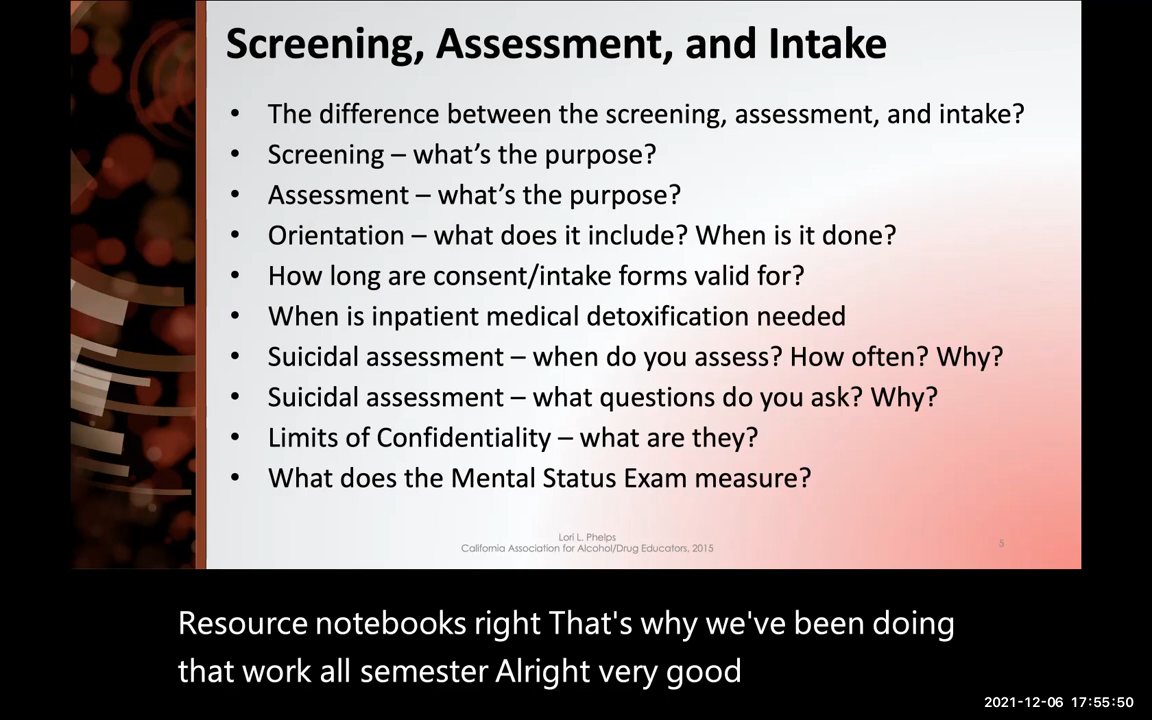 Screening, Assessment, and Intake
• The difference between the screening, assessment, and intake?
• Screening – what's the purpose?
• Assessment – what's the purpose?
• Orientation – what does it include? When is it done?
• How long are consent/intake forms valid for?
• When is inpatient medical detoxification needed
• Suicidal assessment – when do you assess? How often? Why?
• Suicidal assessment – what questions do you ask? Why?
• Limits of Confidentiality – what are they?
• What does the Mental Status Exam measure?
Lori L. Phelps
California Association for Alcohol/Drug Educators, 2015
5
Resource notebooks right That's why we've been doing
that work all semester Alright very good
2021-12-06 17:55:50